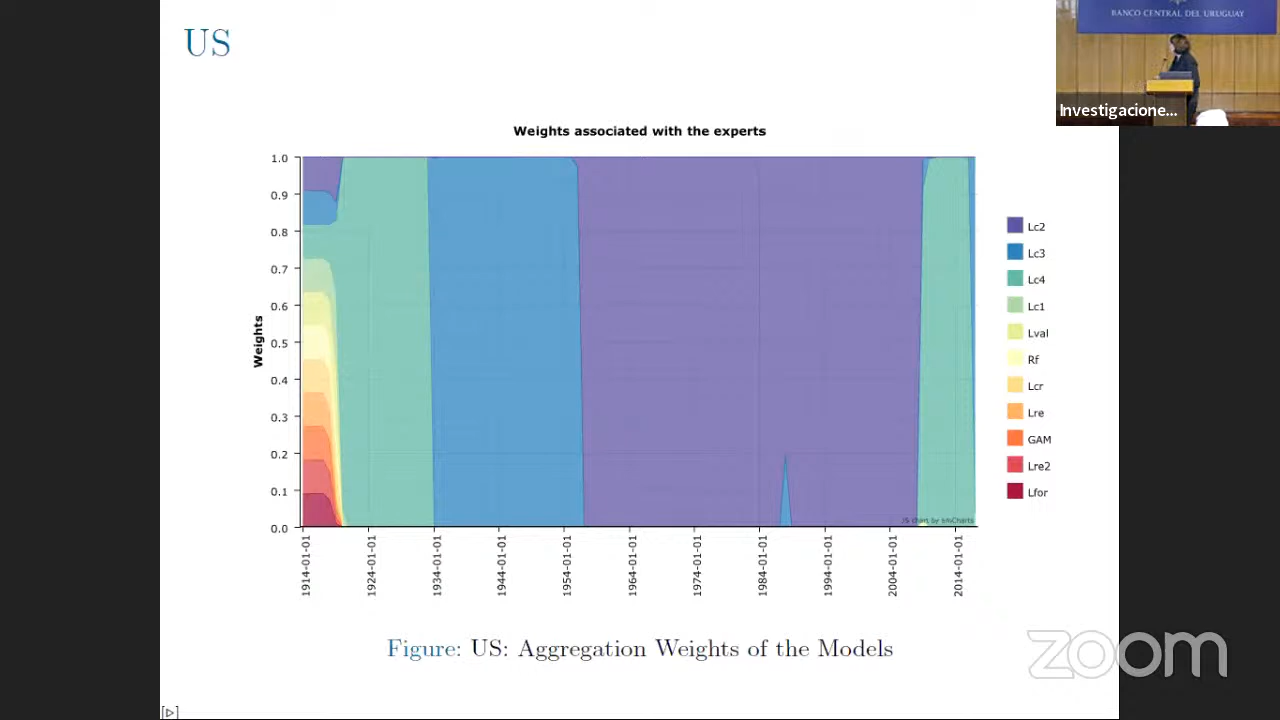 US
BANCO CENTRAL DEL URUGUAY
Investigacione...
Weights associated with the experts
Weights
1.0
0.9
0.8
0.7
0.6
0.5
0.4
0.3
0.2
0.1
0.0
1914-01-01
1924-01-01
1934-01-01
1944-01-01
1954-01-01
1964-01-01
1974-01-01
1984-01-01
1994-01-01
2004-01-01
2014-01-01
JS chart by amCharts
Lc2
Lc3
Lc4
Lc1
Lval
Rf
Lcr
Lre
GAM
Lre2
Lfor
Figure: US: Aggregation Weights of the Models
zoom